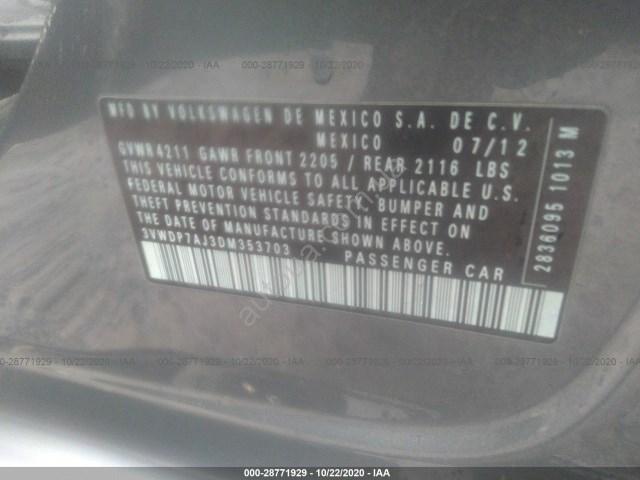 MFD BY VOLKSWAGEN DE MEXICO S.A. DE C.V.
MEXICO 07/12
GVWR 4211 GAWR FRONT 2205 / REAR 2116 LBS
THIS VEHICLE CONFORMS TO ALL APPLICABLE U.S.
FEDERAL MOTOR VEHICLE SAFETY, BUMPER AND
THEFT PREVENTION STANDARDS IN EFFECT ON
THE DATE OF MANUFACTURE SHOWN ABOVE.
3VWDP7AJ3DM353703
PASSENGER CAR
2836095 1013 M
000-28771929 - 10/22/2020 - IAA